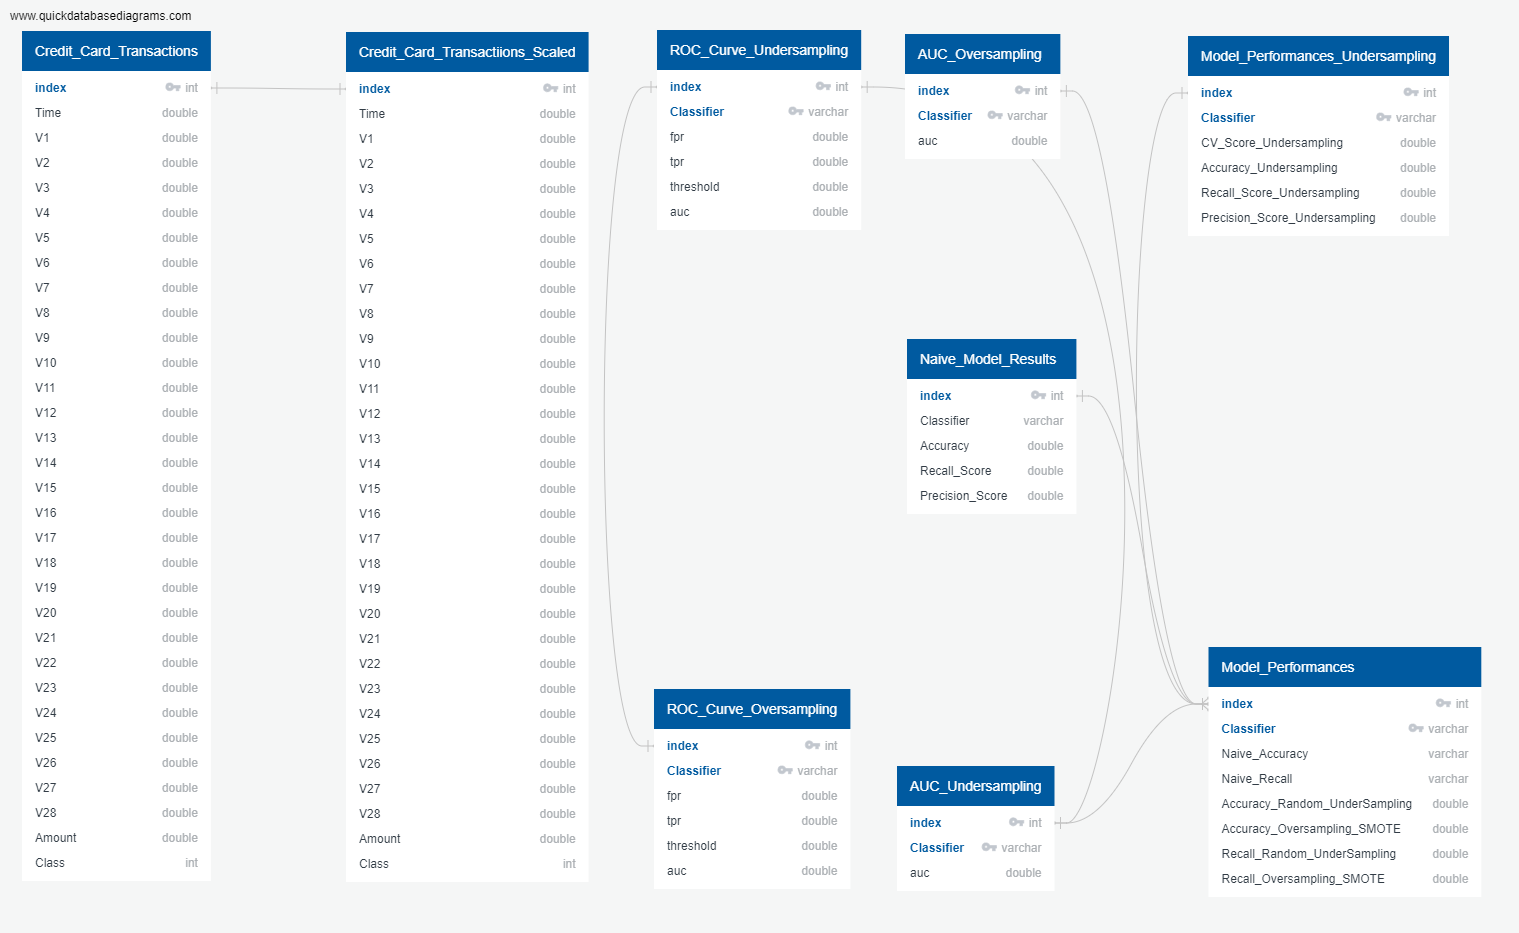 www.quickdatabasediagrams.com
Credit_Card_Transactions
index int
Time double
V1 double
V2 double
V3 double
V4 double
V5 double
V6 double
V7 double
V8 double
V9 double
V10 double
V11 double
V12 double
V13 double
V14 double
V15 double
V16 double
V17 double
V18 double
V19 double
V20 double
V21 double
V22 double
V23 double
V24 double
V25 double
V26 double
V27 double
V28 double
Amount double
Class int
Credit_Card_Transactiions_Scaled
index int
Time double
V1 double
V2 double
V3 double
V4 double
V5 double
V6 double
V7 double
V8 double
V9 double
V10 double
V11 double
V12 double
V13 double
V14 double
V15 double
V16 double
V17 double
V18 double
V19 double
V20 double
V21 double
V22 double
V23 double
V24 double
V25 double
V26 double
V27 double
V28 double
Amount double
Class int
ROC_Curve_Undersampling
index int
Classifier varchar
fpr double
tpr double
threshold double
auc double
ROC_Curve_Oversampling
index int
Classifier varchar
fpr double
tpr double
threshold double
auc double
AUC_Oversampling
index int
Classifier varchar
auc double
Naive_Model_Results
index int
Classifier varchar
Accuracy double
Recall_Score double
Precision_Score double
AUC_Undersampling
index int
Classifier varchar
auc double
Model_Performances_Undersampling
index int
Classifier varchar
CV_Score_Undersampling double
Accuracy_Undersampling double
Recall_Score_Undersampling double
Precision_Score_Undersampling double
Model_Performances
index int
Classifier varchar
Naive_Accuracy varchar
Naive_Recall varchar
Accuracy_Random_UnderSampling double
Accuracy_Oversampling_SMOTE double
Recall_Random_UnderSampling double
Recall_Oversampling_SMOTE double